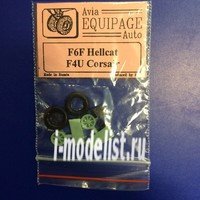 Avia
EQUIPAGE
Auto
F6F Hellcat
F4U Corsair
Made in Russia
i-modelist.ru